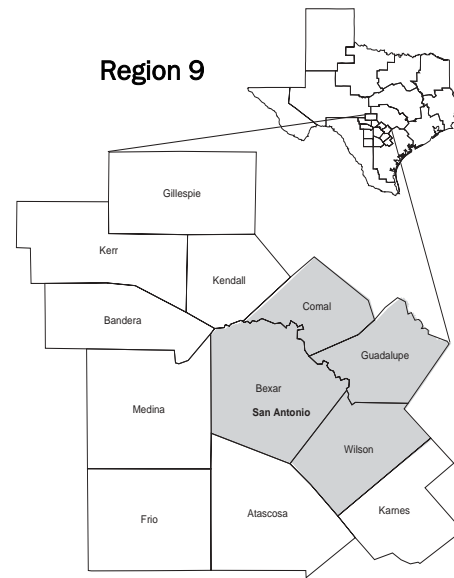 Region 9
Gillespie
Kerr
Kendall
Comal
Bandera
Guadalupe
Bexar
San Antonio
Medina
Wilson
Karnes
Atascosa
Frio